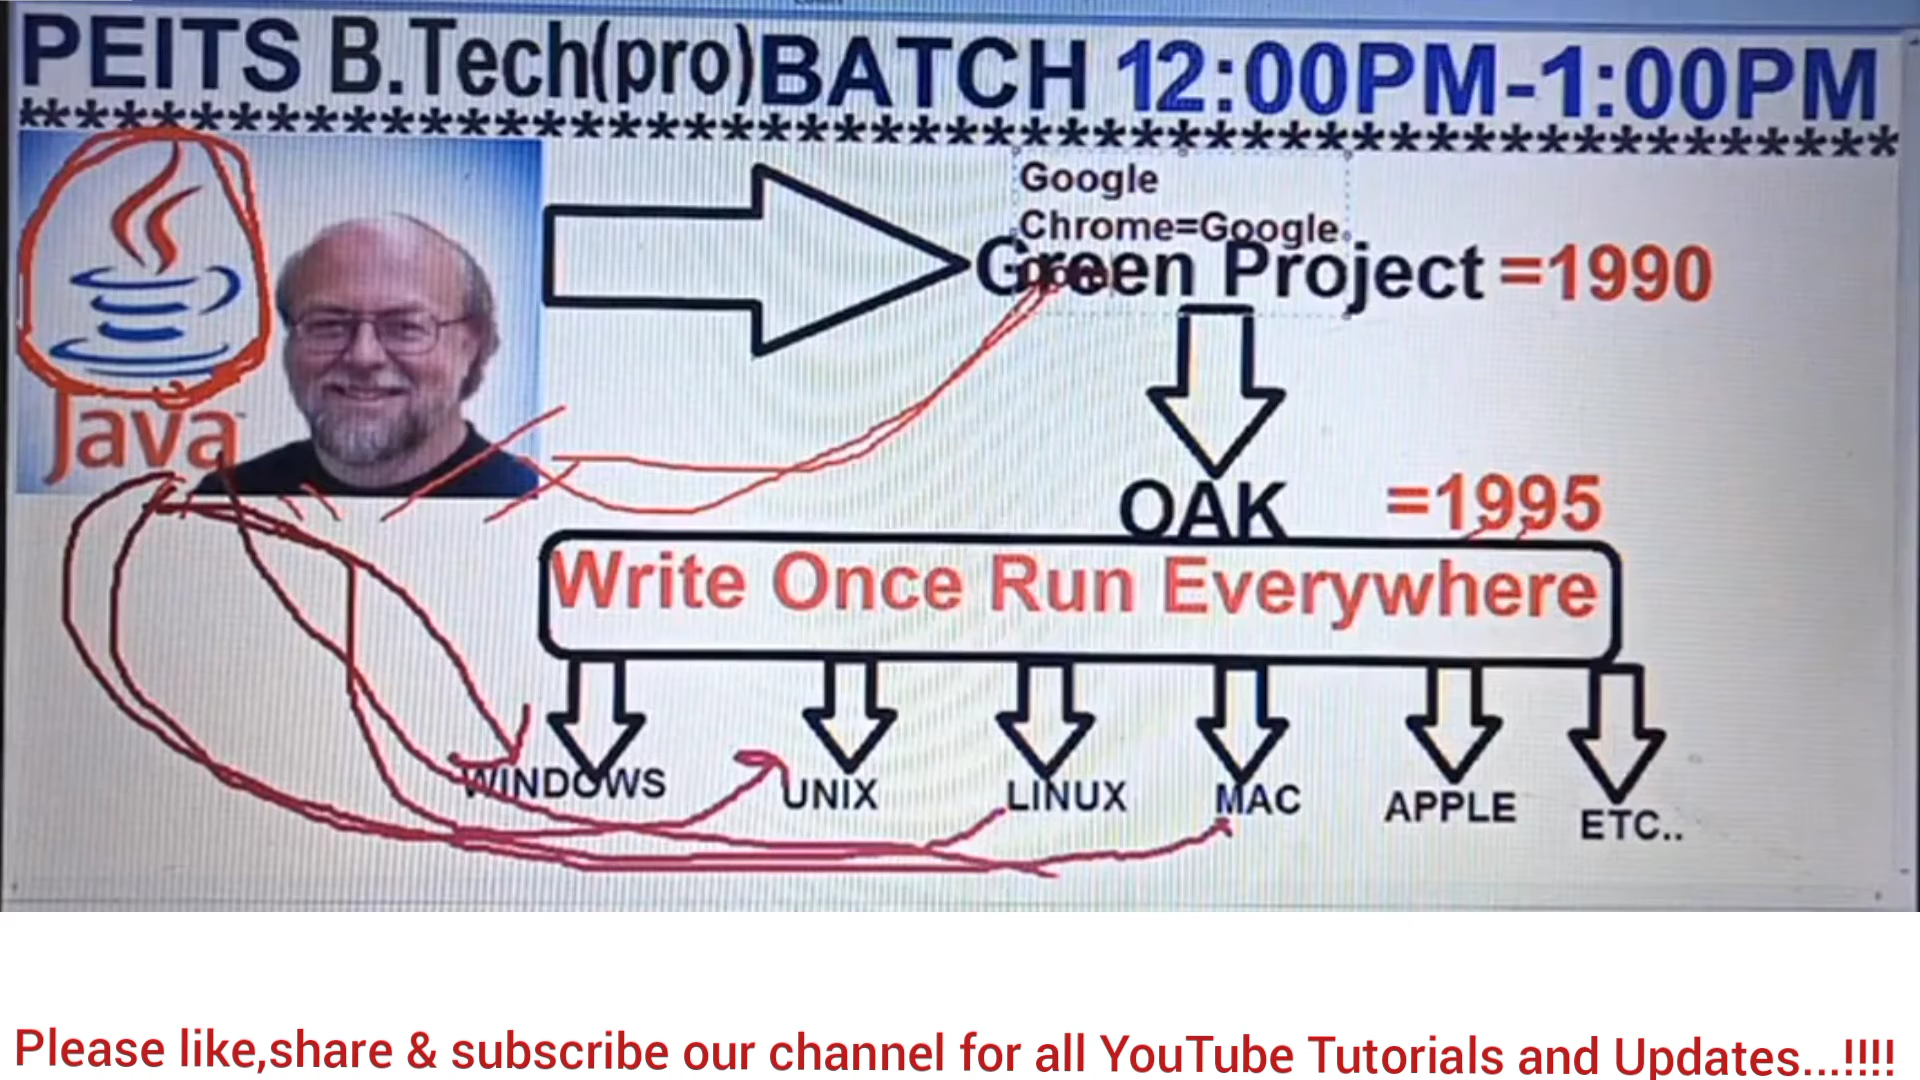 PEITS B.Tech(pro)BATCH 12:00PM-1:00PM
************************************************************
Google
Chrome=Google
Green Project =1990
Java
OAK =1995
Write Once Run Everywhere
WINDOWS UNIX LINUX MAC APPLE ETC..
Please like,share & subscribe our channel for all YouTube Tutorials and Updates...!!!!